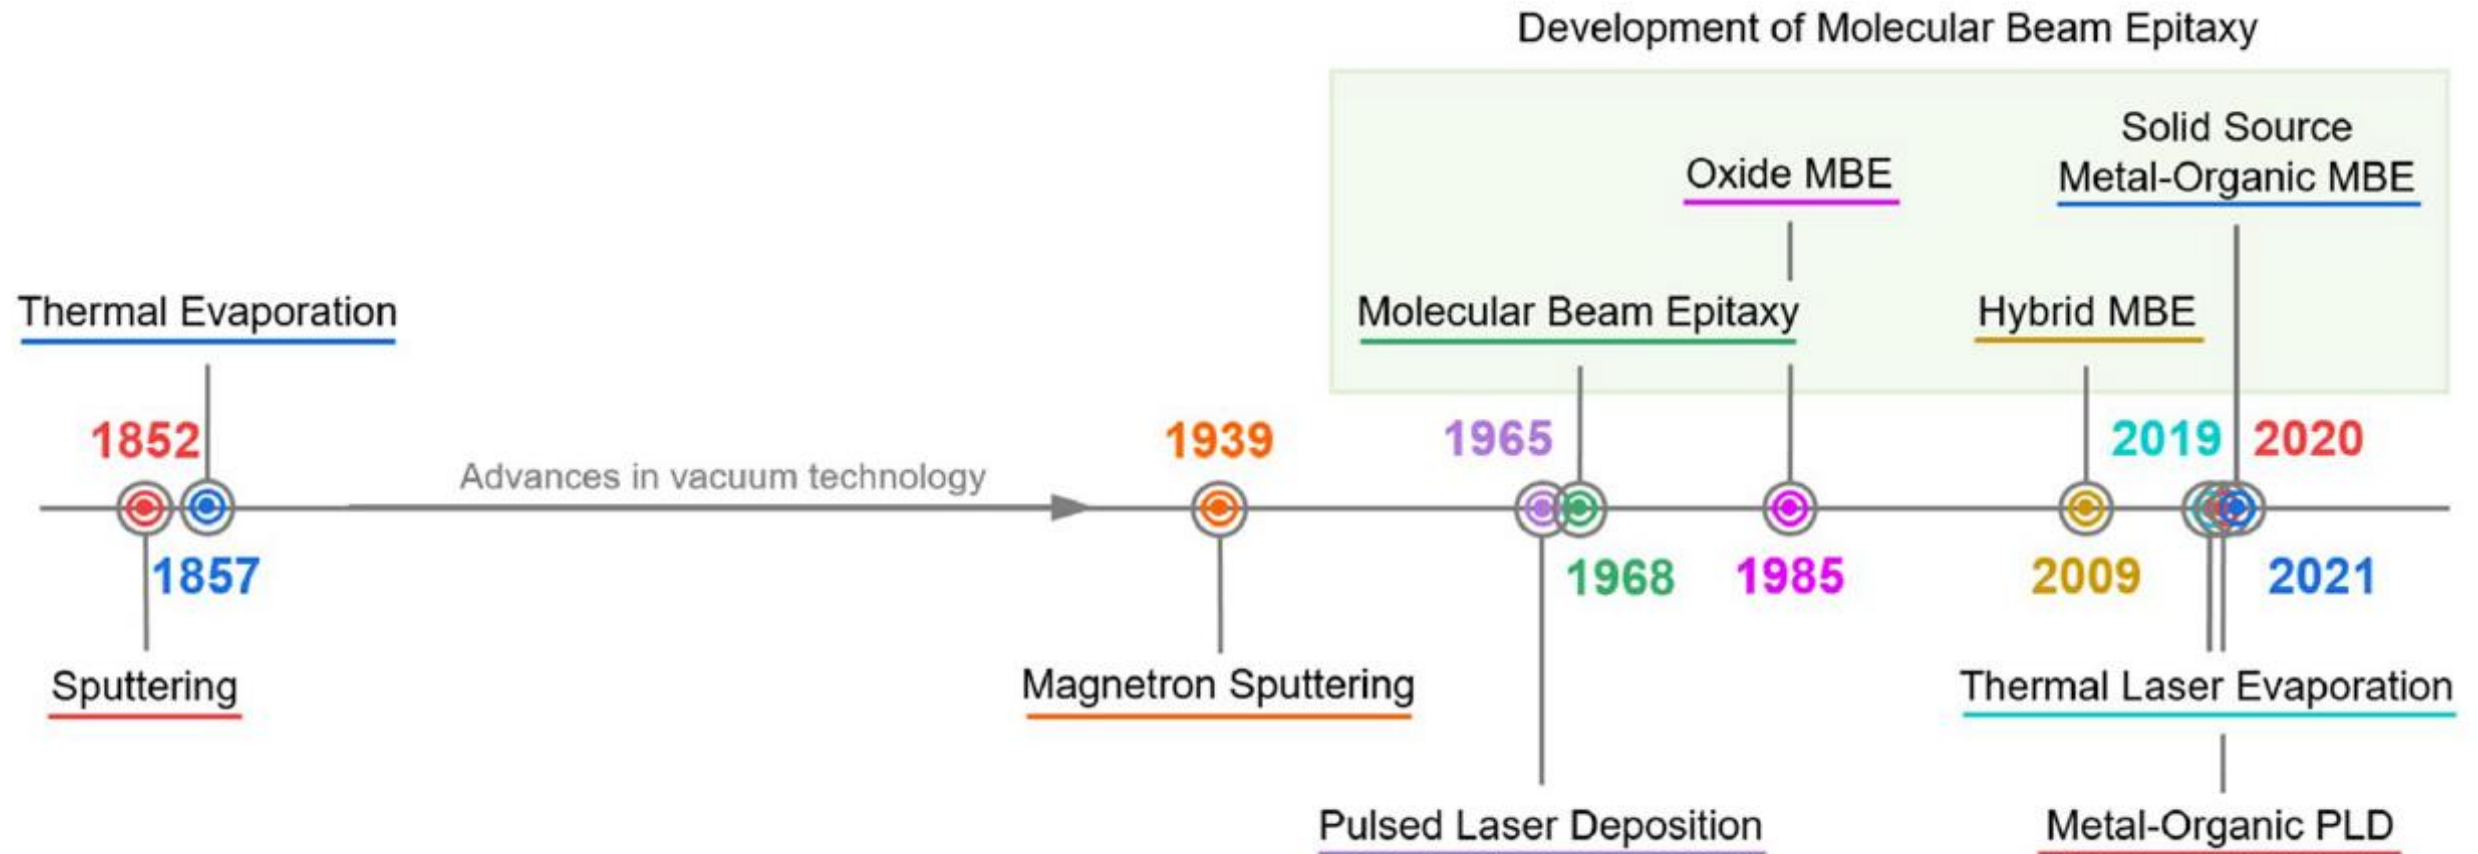 Development of Molecular Beam Epitaxy
Solid Source
Metal-Organic MBE
Oxide MBE
Thermal Evaporation
Molecular Beam Epitaxy
Hybrid MBE
1852
1939
1965
2019
2020
Advances in vacuum technology
1857
1968
1985
2009
2021
Sputtering
Magnetron Sputtering
Thermal Laser Evaporation
Pulsed Laser Deposition
Metal-Organic PLD